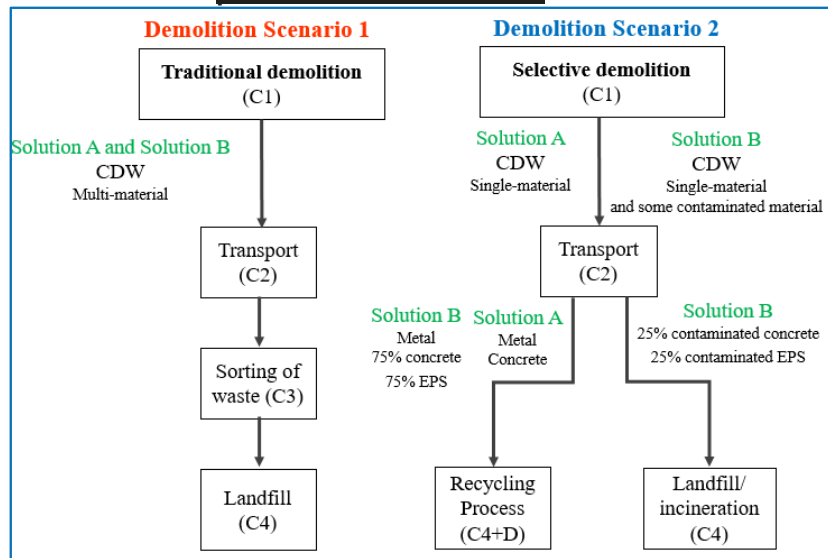 Demolition Scenario 1
Traditional demolition
(C1)
Solution A and Solution B
CDW
Multi-material
Transport
(C2)
Sorting of
waste (C3)
Landfill
(C4)
Demolition Scenario 2
Selective demolition
(C1)
Solution A
CDW
Single-material
Solution B
CDW
Single-material
and some contaminated material
Transport
(C2)
Solution B
Metal
75% concrete
75% EPS
Solution A
Metal
Concrete
Solution B
25% contaminated concrete
25% contaminated EPS
Recycling
Process
(C4+D)
Landfill/
incineration
(C4)